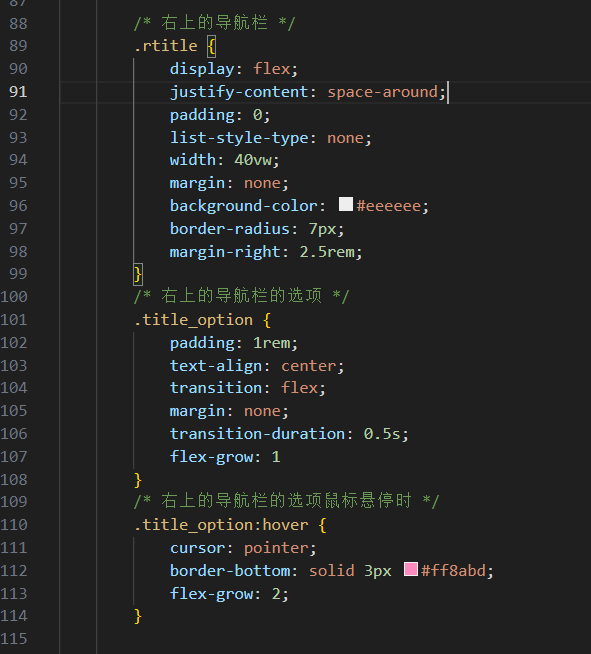 87
88 /* 右上的导航栏 */
89 .rtitle {
90 display: flex;
91 justify-content: space-around;
92 padding: 0;
93 list-style-type: none;
94 width: 40vw;
95 margin: none;
96 background-color: #eeeeee;
97 border-radius: 7px;
98 margin-right: 2.5rem;
99 }
100 /* 右上的导航栏的选项 */
101 .title_option {
102 padding: 1rem;
103 text-align: center;
104 transition: flex;
105 margin: none;
106 transition-duration: 0.5s;
107 flex-grow: 1
108 }
109 /* 右上的导航栏的选项鼠标悬停时 */
110 .title_option:hover {
111 cursor: pointer;
112 border-bottom: solid 3px #ff8abd;
113 flex-grow: 2;
114 }
115